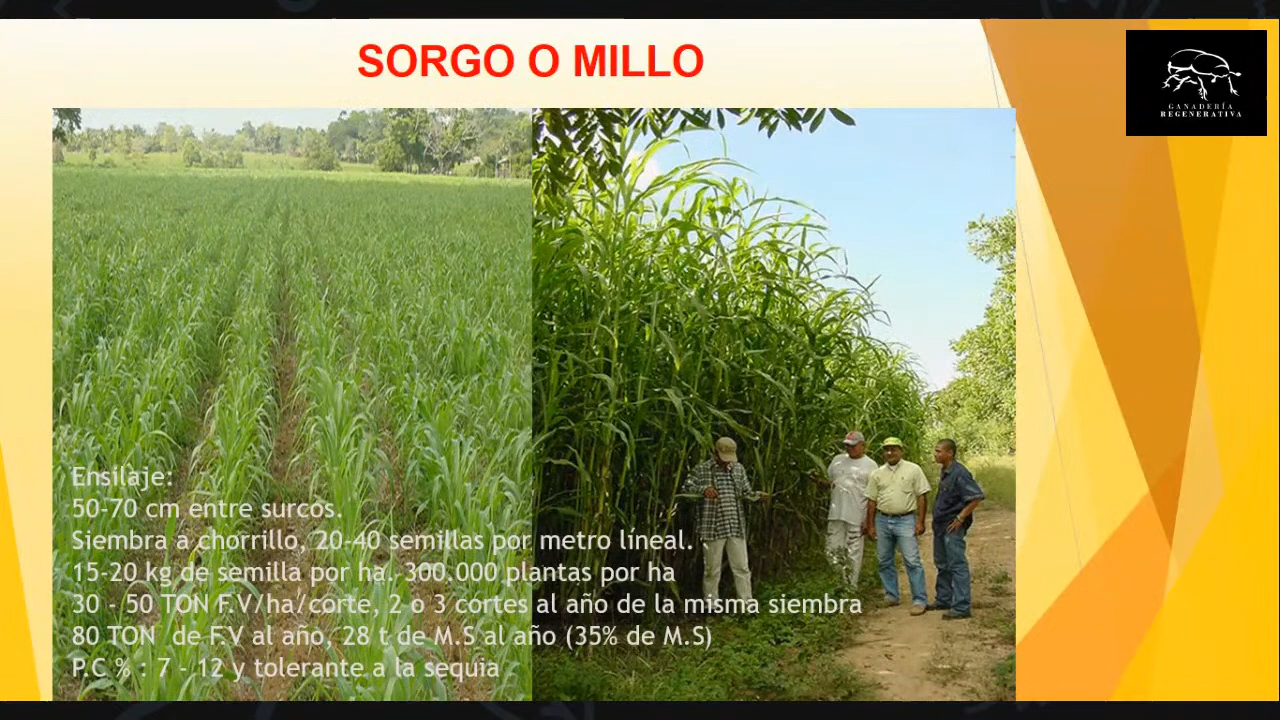 SORGO O MILLO
GANADERÍA
REGENERATIVA
Ensilaje:
50-70 cm entre surcos.
Siembra a chorrillo, 20-40 semillas por metro líneal.
15-20 kg de semilla por ha. 300.000 plantas por ha
30 - 50 TON F.V/ha/corte, 2 o 3 cortes al año de la misma siembra
80 TON de F.V al año, 28 t de M.S al año (35% de M.S)
P.C % : 7 - 12 y tolerante a la sequia